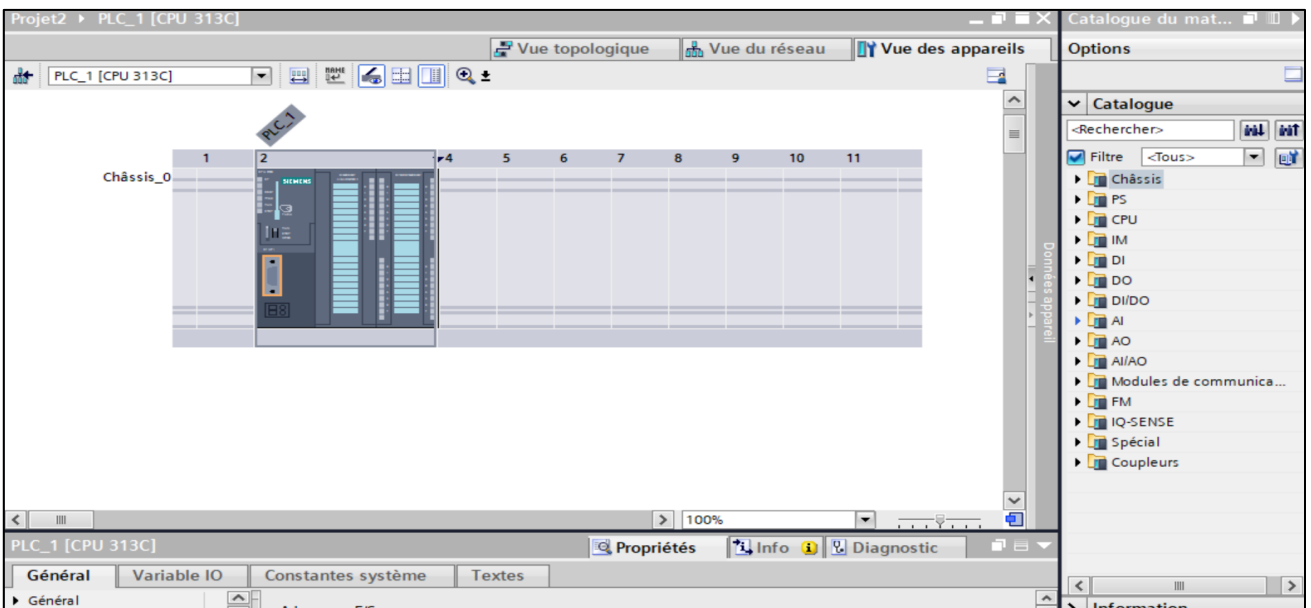 Projet2 ▸ PLC_1 [CPU 313C]
Catalogue du mat...
Vue topologique
Vue du réseau
Vue des appareils
Options
PLC_1 [CPU 313C]
Catalogue
PLC_1
<Rechercher>
1 2 4 5 6 7 8 9 10 11
Filtre <Tous>
Châssis_0
SIEMENS
Châssis
PS
CPU
IM
DI
DO
DI/DO
AI
AO
AI/AO
Modules de communica...
FM
IQ-SENSE
Spécial
Coupleurs
Données appareil
100%
PLC_1 [CPU 313C]
Propriétés
Info
Diagnostic
Général
Variable IO
Constantes système
Textes
Général
Information